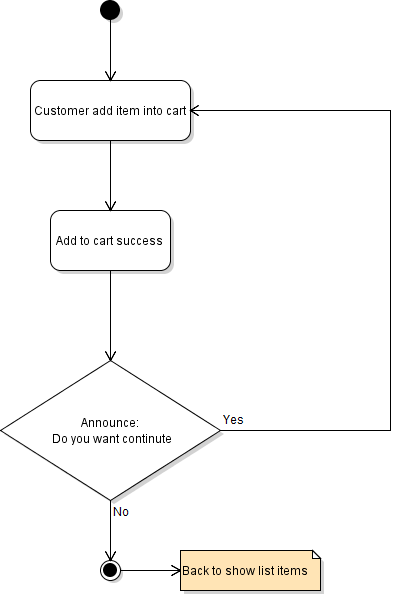 Customer add item into cart
Add to cart success
Announce:
Do you want continute
Yes
No
Back to show list items